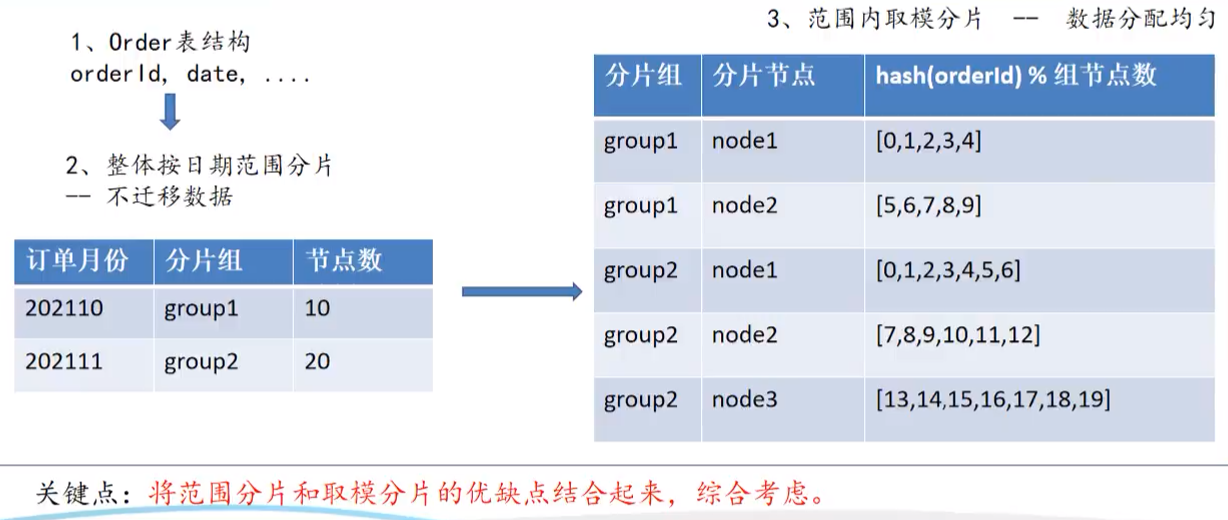 1、Order表结构
orderId, date, ....
2、整体按日期范围分片
-- 不迁移数据
订单月份 分片组 节点数
202110 group1 10
202111 group2 20
3、范围内取模分片 -- 数据分配均匀
分片组 分片节点 hash(orderId) % 组节点数
group1 node1 [0,1,2,3,4]
group1 node2 [5,6,7,8,9]
group2 node1 [0,1,2,3,4,5,6]
group2 node2 [7,8,9,10,11,12]
group2 node3 [13,14,15,16,17,18,19]
关键点：将范围分片和取模分片的优缺点结合起来，综合考虑。